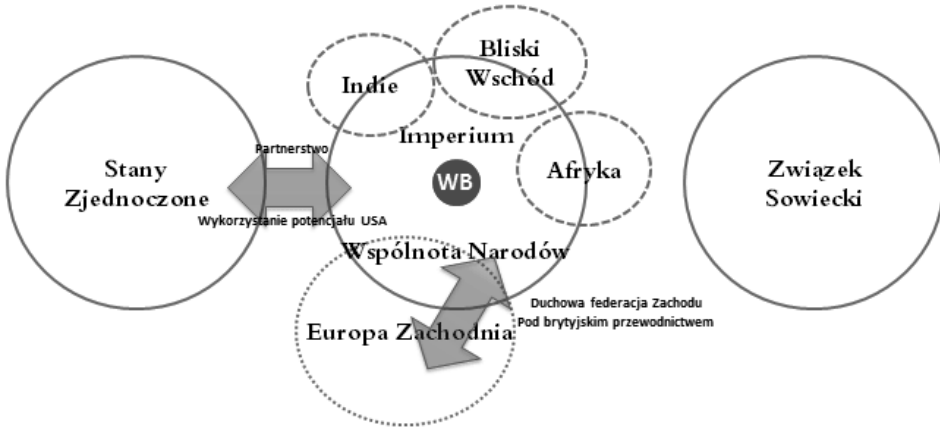 Bliski
Wschód
Indie
Imperium
Partnerstwo
Stany
Zjednoczone
WB
Afryka
Związek
Sowiecki
Wykorzystanie potencjału USA
Wspólnota Narodów
Duchowa federacja Zachodu
Pod brytyjskim przewodnictwem
Europa Zachodnia